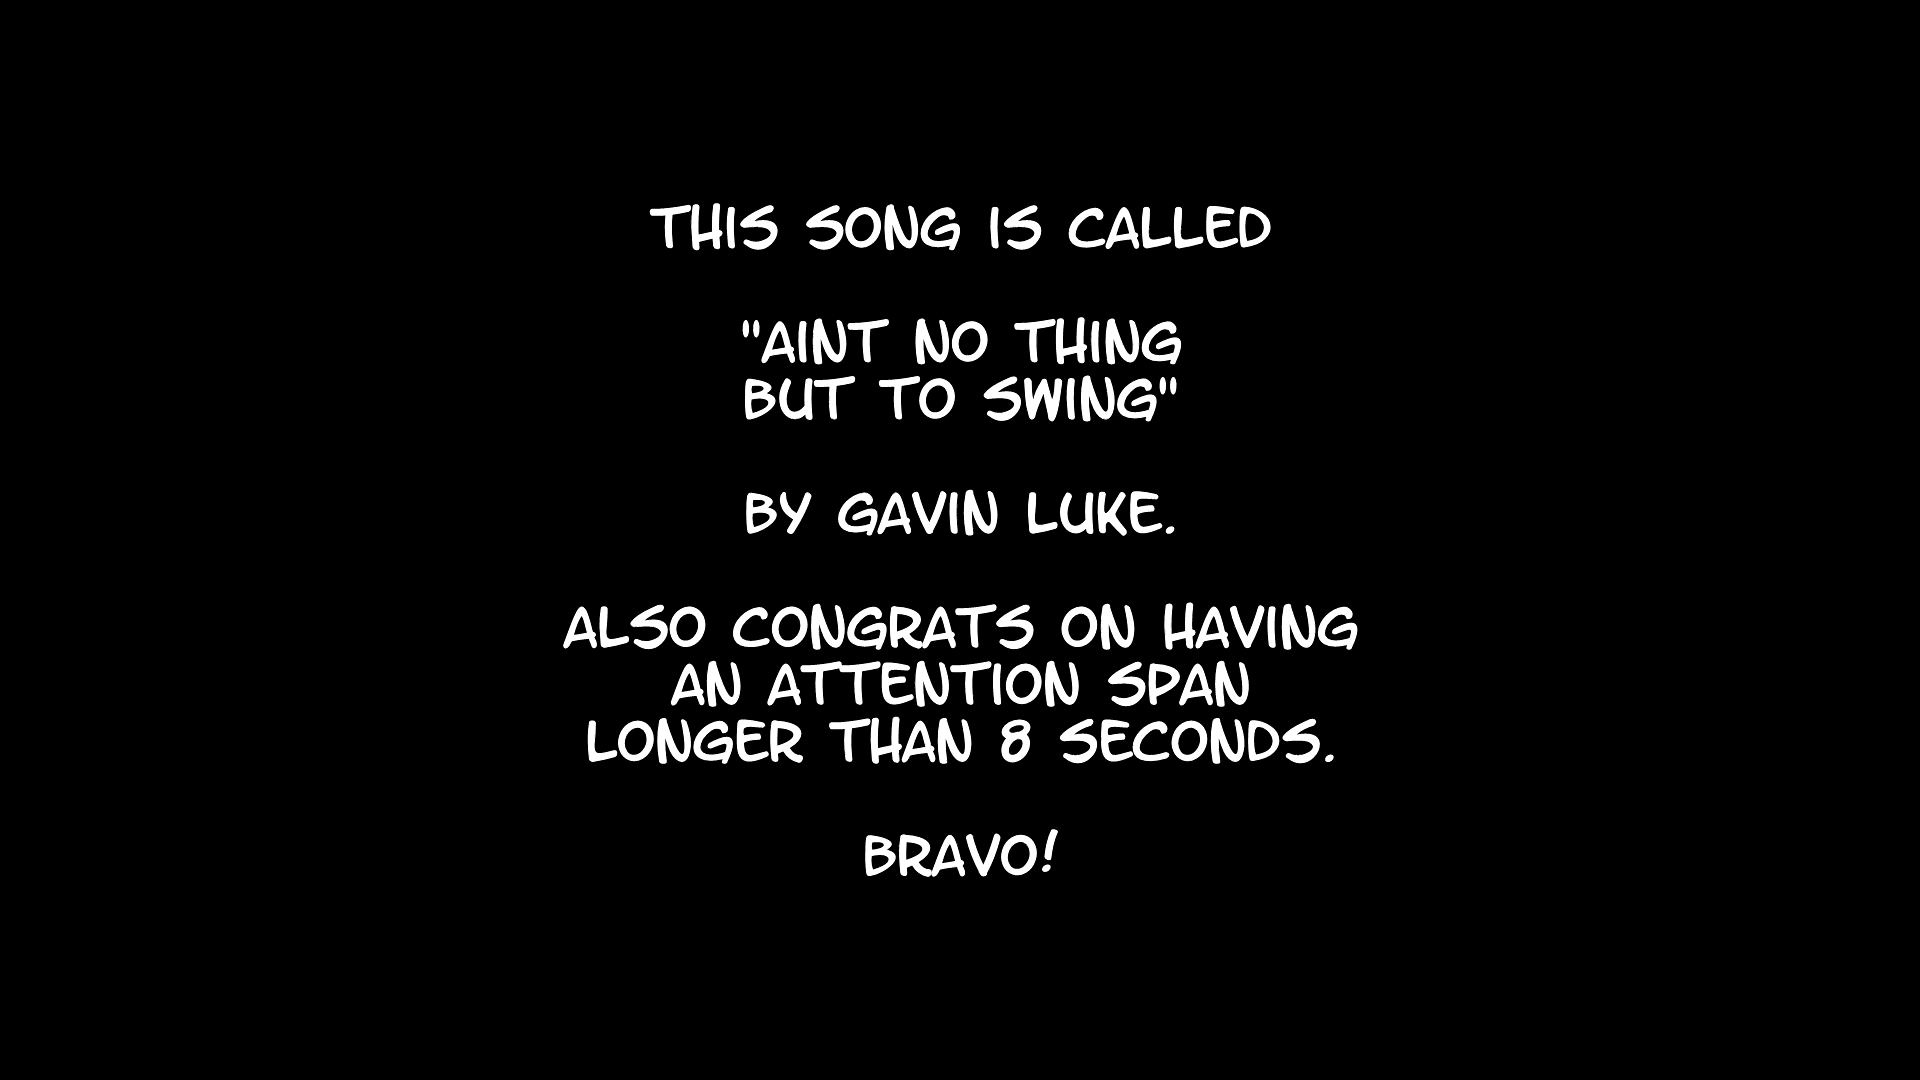 THIS SONG IS CALLED
"AINT NO THING
BUT TO SWING"
BY GAVIN LUKE.
ALSO CONGRATS ON HAVING
AN ATTENTION SPAN
LONGER THAN 8 SECONDS.
BRAVO!